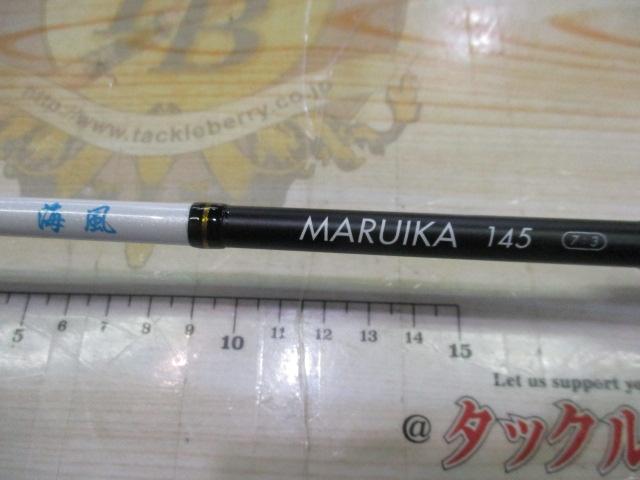 TB
http://www.tackleberry.co.jp
海風 MARUIKA 145 7:3
5 6 7 8 9 10 11 12 13 14 15
Let us support
@タックル